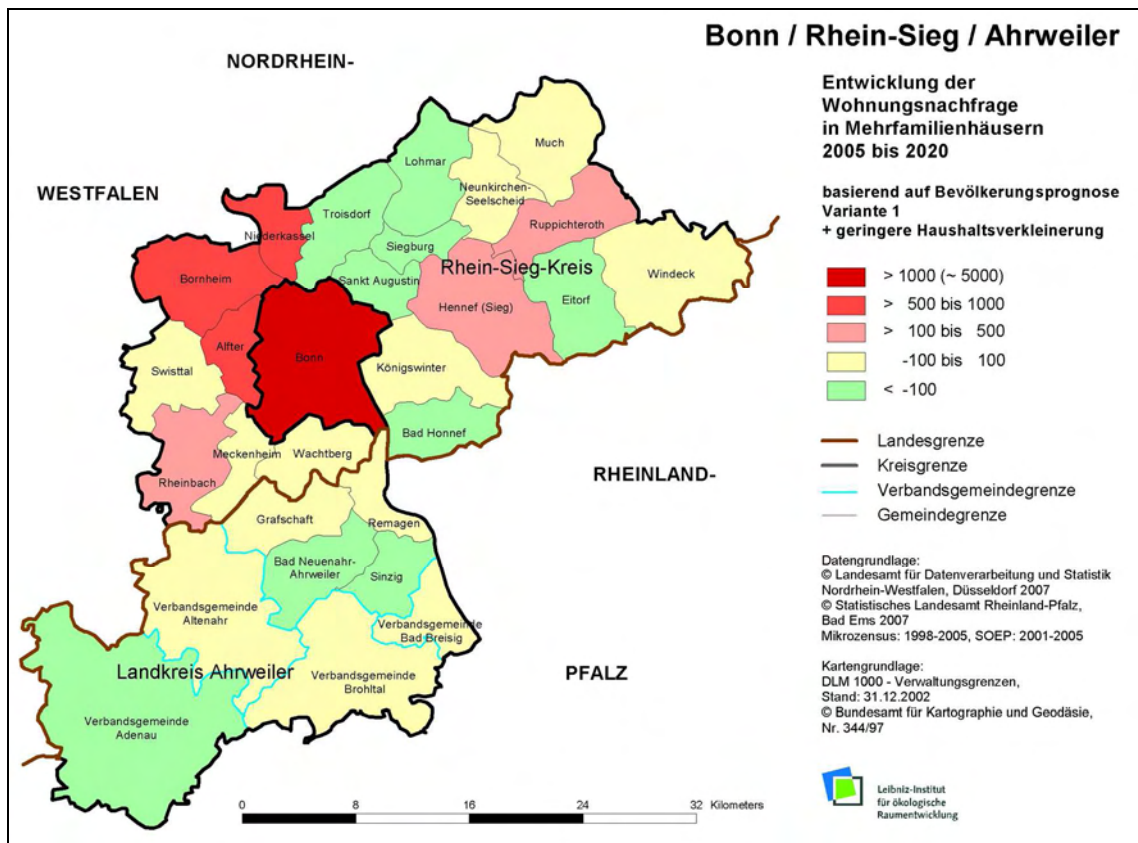 Bonn / Rhein-Sieg / Ahrweiler
NORDRHEIN-
WESTFALEN
Entwicklung der
Wohnungsnachfrage
in Mehrfamilienhäusern
2005 bis 2020
basierend auf Bevölkerungsprognose
Variante 1
+ geringere Haushaltsverkleinerung
> 1000 (~ 5000)
> 500 bis 1000
> 100 bis 500
-100 bis 100
< -100
Landesgrenze
Kreisgrenze
Verbandsgemeindegrenze
Gemeindegrenze
Much
Lohmar
Neunkirchen-
Seelscheid
Troisdorf
Ruppichteroth
Niederkassel
Siegburg
Rhein-Sieg-Kreis
Windeck
Bornheim
Sankt Augustin
Eitorf
Hennef (Sieg)
Alfter
Bonn
Swisttal
Königswinter
Bad Honnef
Meckenheim
Wachtberg
Rheinbach
RHEINLAND-
Grafschaft
Remagen
Bad Neuenahr-
Ahrweiler
Sinzig
Verbandsgemeinde
Altenahr
Verbandsgemeinde
Bad Breisig
Landkreis Ahrweiler
Verbandsgemeinde
Brohltal
PFALZ
Verbandsgemeinde
Adenau
Datengrundlage:
© Landesamt für Datenverarbeitung und Statistik
Nordrhein-Westfalen, Düsseldorf 2007
© Statistisches Landesamt Rheinland-Pfalz,
Bad Ems 2007
Mikrozensus: 1998-2005, SOEP: 2001-2005
Kartengrundlage:
DLM 1000 - Verwaltungsgrenzen,
Stand: 31.12.2002
© Bundesamt für Kartographie und Geodäsie,
Nr. 344/97
0 8 16 24 32 Kilometers
Leibniz-Institut
für ökologische
Raumentwicklung